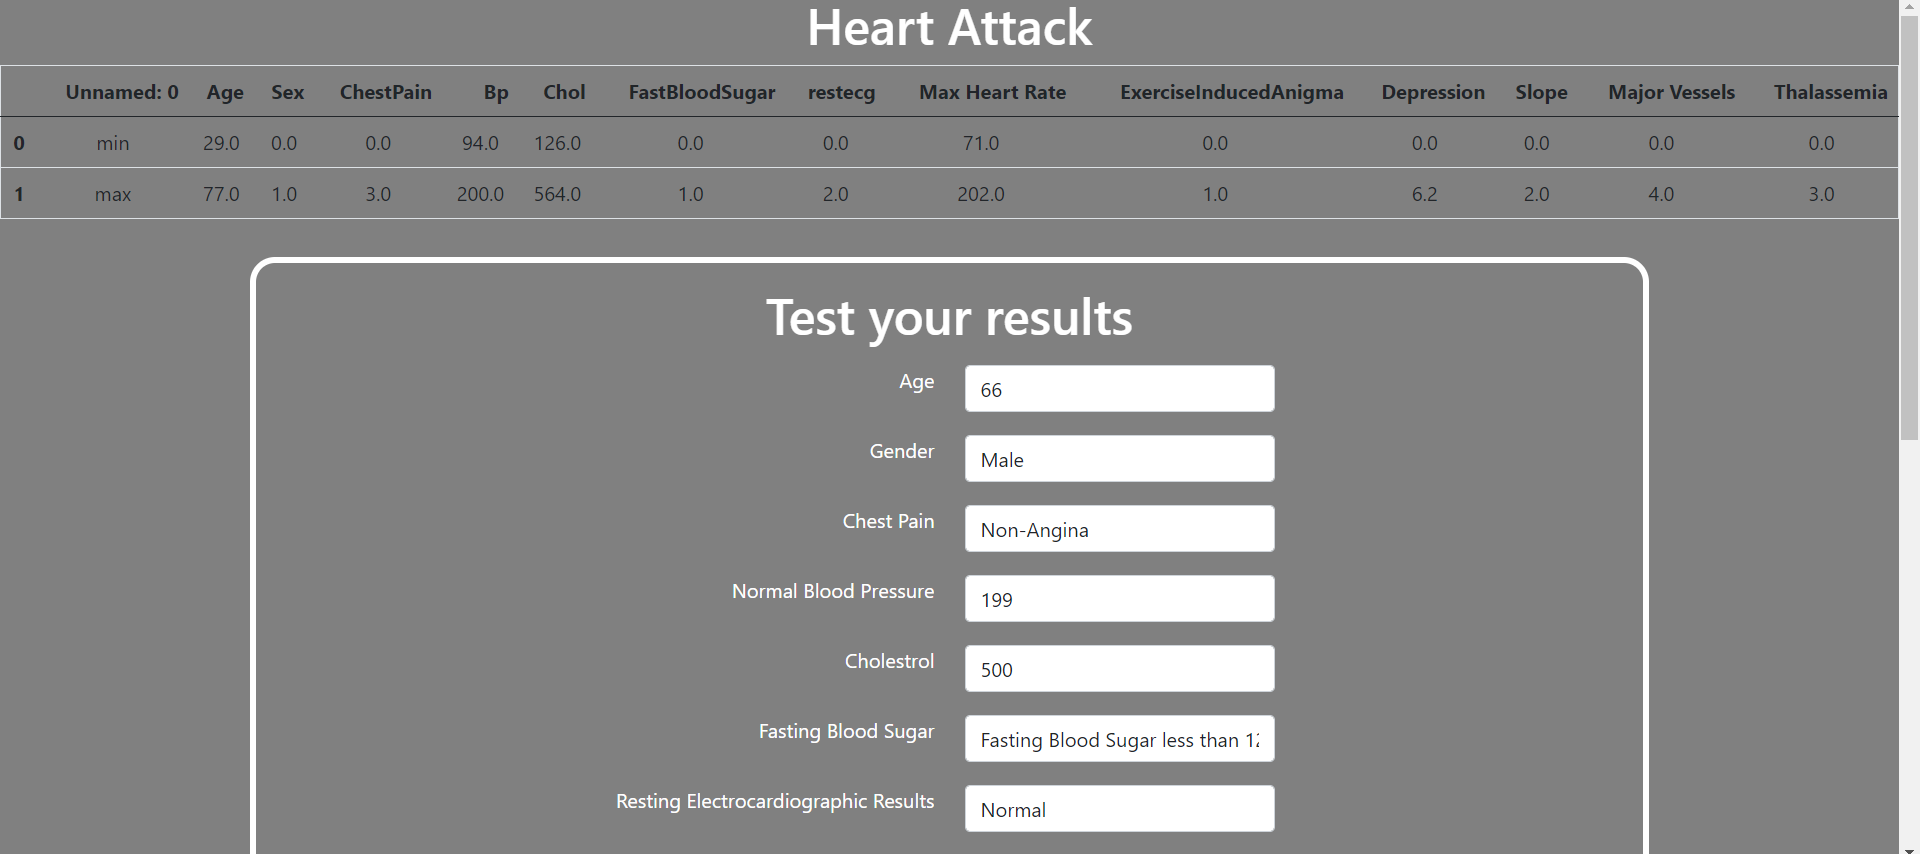 Heart Attack
Unnamed: 0 Age Sex ChestPain Bp Chol FastBloodSugar restecg Max Heart Rate ExerciseInducedAnigma Depression Slope Major Vessels Thalassemia
0 min 29.0 0.0 0.0 94.0 126.0 0.0 0.0 71.0 0.0 0.0 0.0 0.0 0.0
1 max 77.0 1.0 3.0 200.0 564.0 1.0 2.0 202.0 1.0 6.2 2.0 4.0 3.0
Test your results
Age 66
Gender Male
Chest Pain Non-Angina
Normal Blood Pressure 199
Cholestrol 500
Fasting Blood Sugar Fasting Blood Sugar less than
Resting Electrocardiographic Results Normal